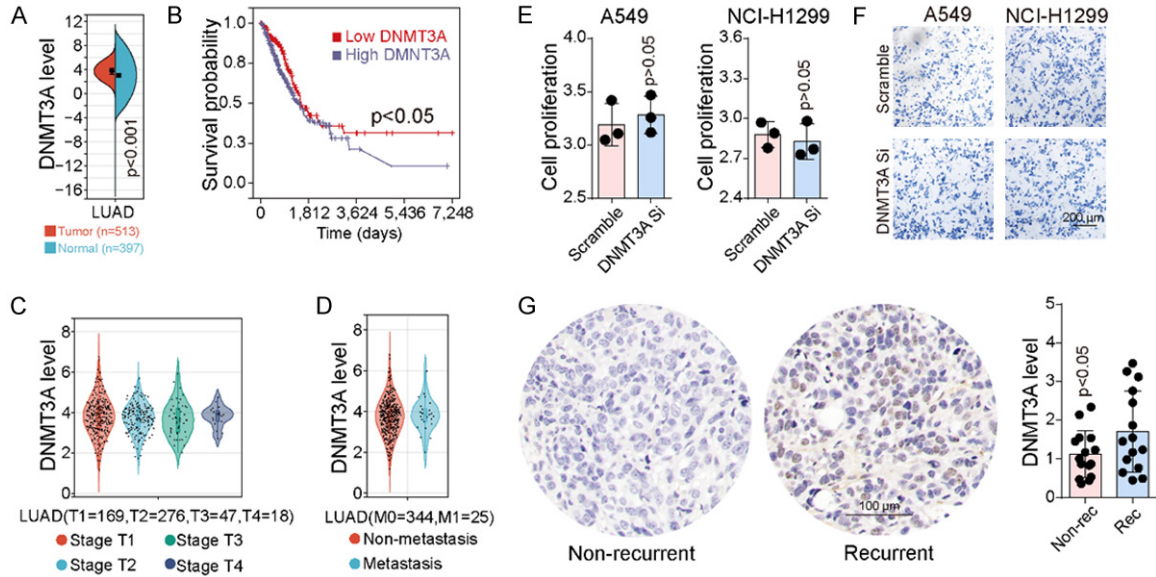 A
DNMT3A level
12
8
4
0
-4
-8
-12
-16
p<0.001
LUAD
Tumor (n=513)
Normal (n=397)
B
Survival probability
1.0
0.8
0.5
0.3
0.0
Low DNMT3A
High DMNT3A
p<0.05
0
1,812
3,624
5,436
7,248
Time (days)
E
A549
NCI-H1299
Cell proliferation
4.0
3.5
3.0
2.5
p>0.05
Scramble
DNMT3A Si
Cell proliferation
3.6
3.3
3.0
2.7
2.4
p>0.05
Scramble
DNMT3A Si
F
A549
NCI-H1299
Scramble
DNMT3A Si
200 μm
C
DNMT3A level
8
6
4
2
0
LUAD(T1=169,T2=276,T3=47,T4=18)
Stage T1
Stage T3
Stage T2
Stage T4
D
DNMT3A level
8
6
4
2
0
LUAD(M0=344,M1=25)
Non-metastasis
Metastasis
G
100 μm
Non-recurrent
Recurrent
DNMT3A level
5
4
3
2
1
0
p<0.05
Non-rec
Rec